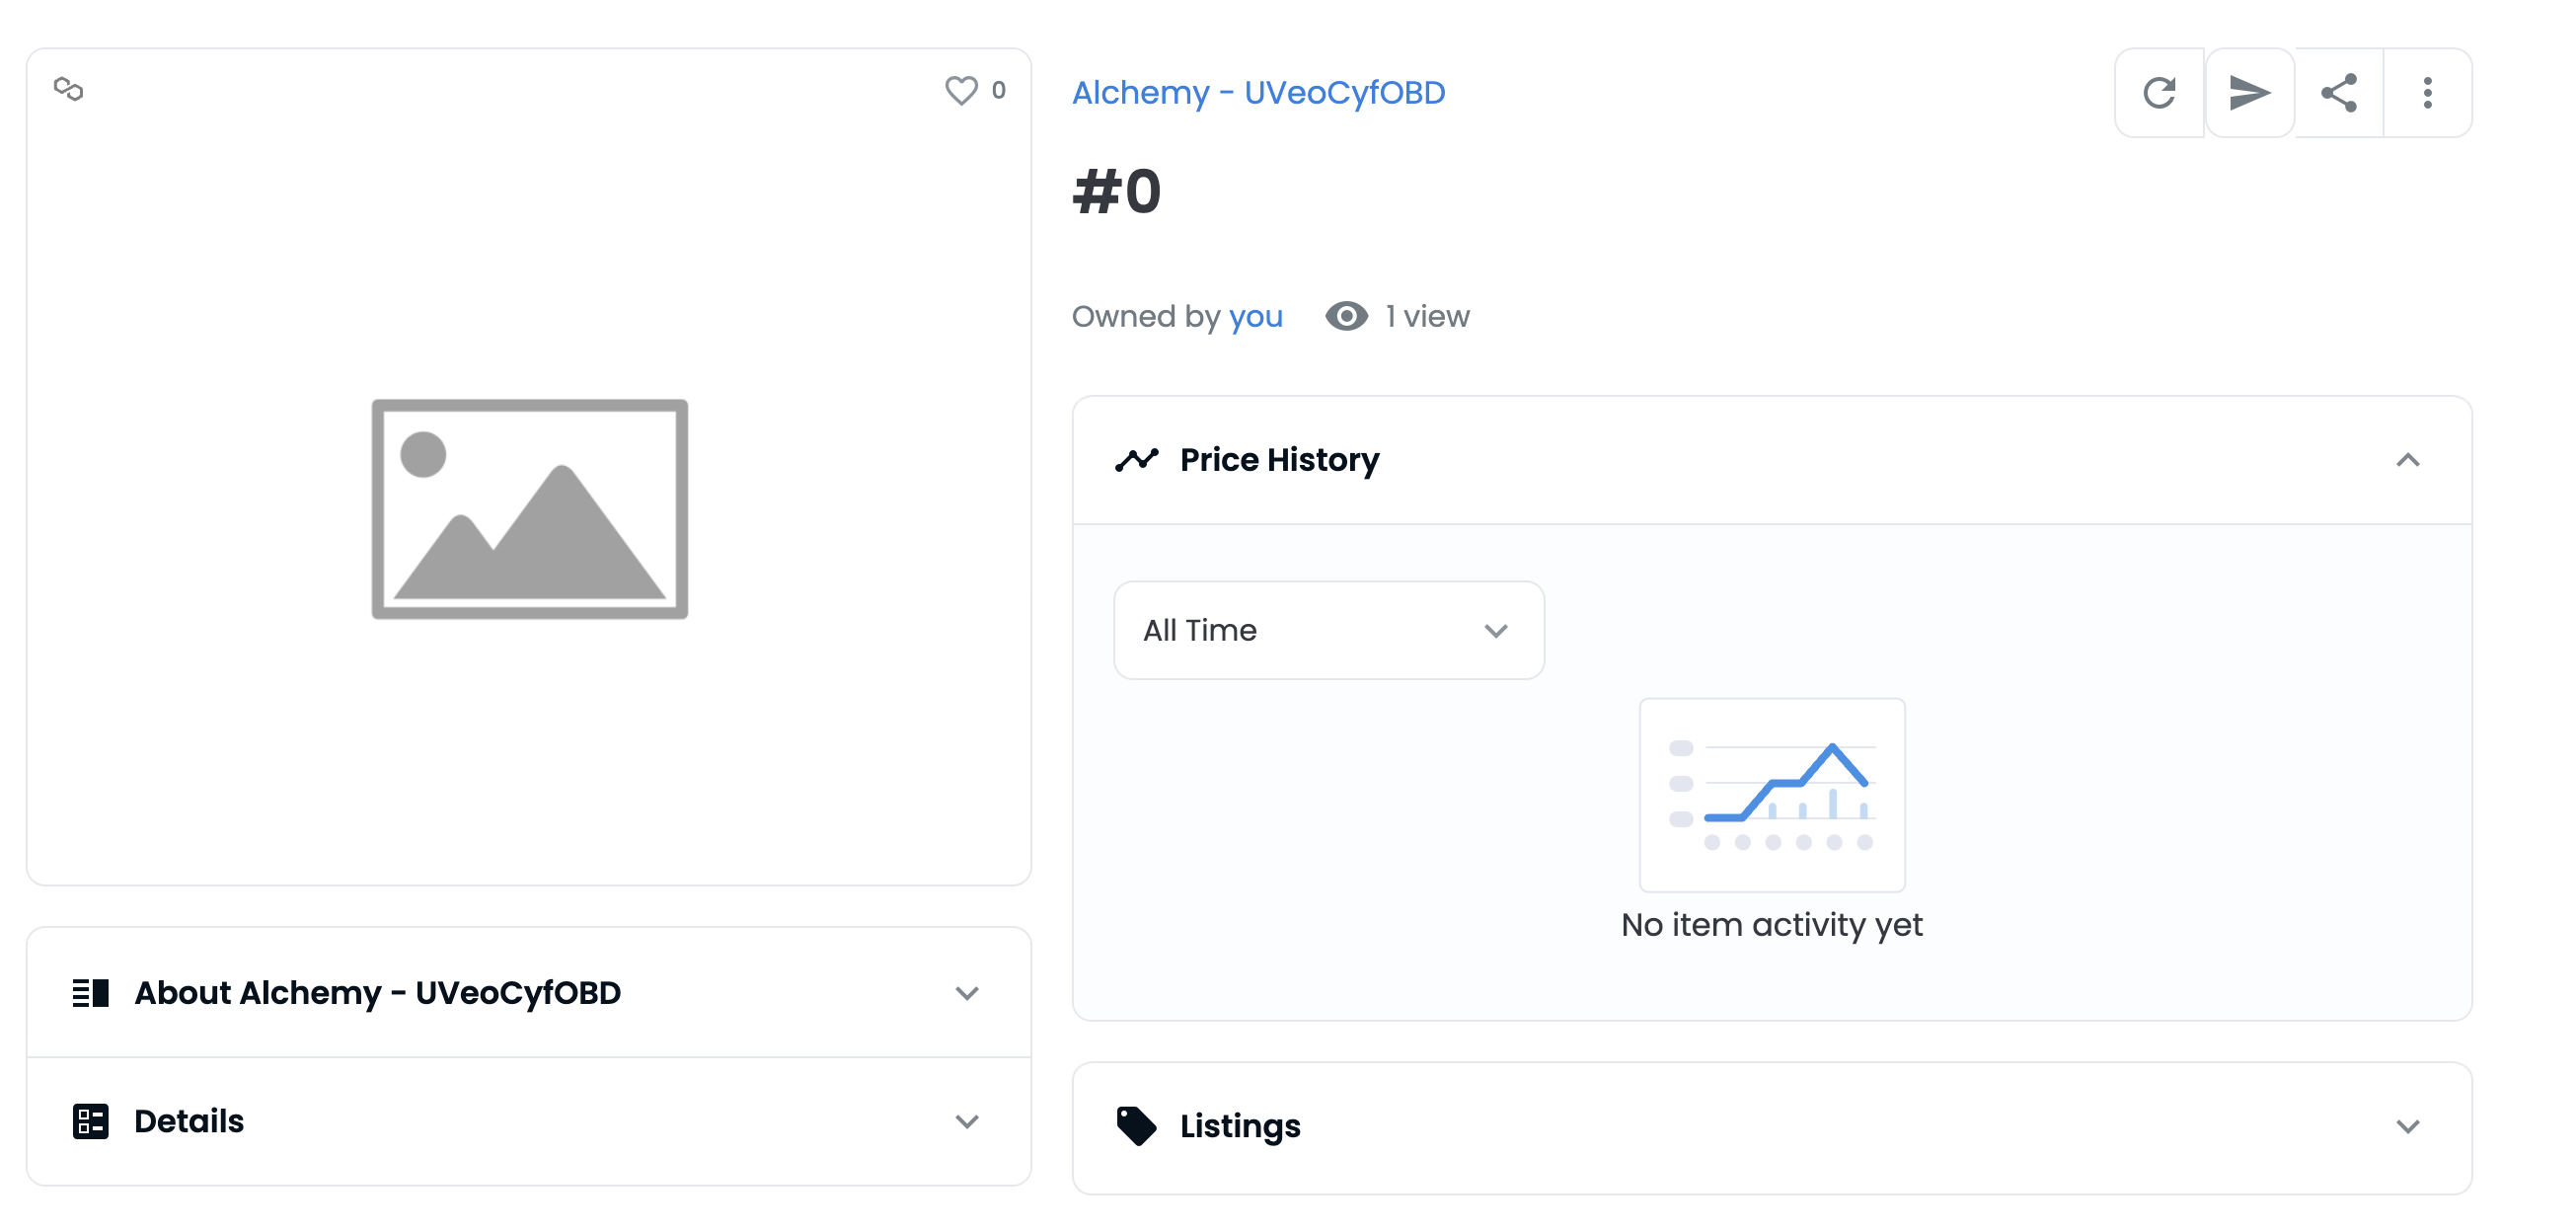 0
Alchemy - UVeoCyfOBD
#0
Owned by you 1 view
Price History
All Time
No item activity yet
About Alchemy - UVeoCyfOBD
Details
Listings